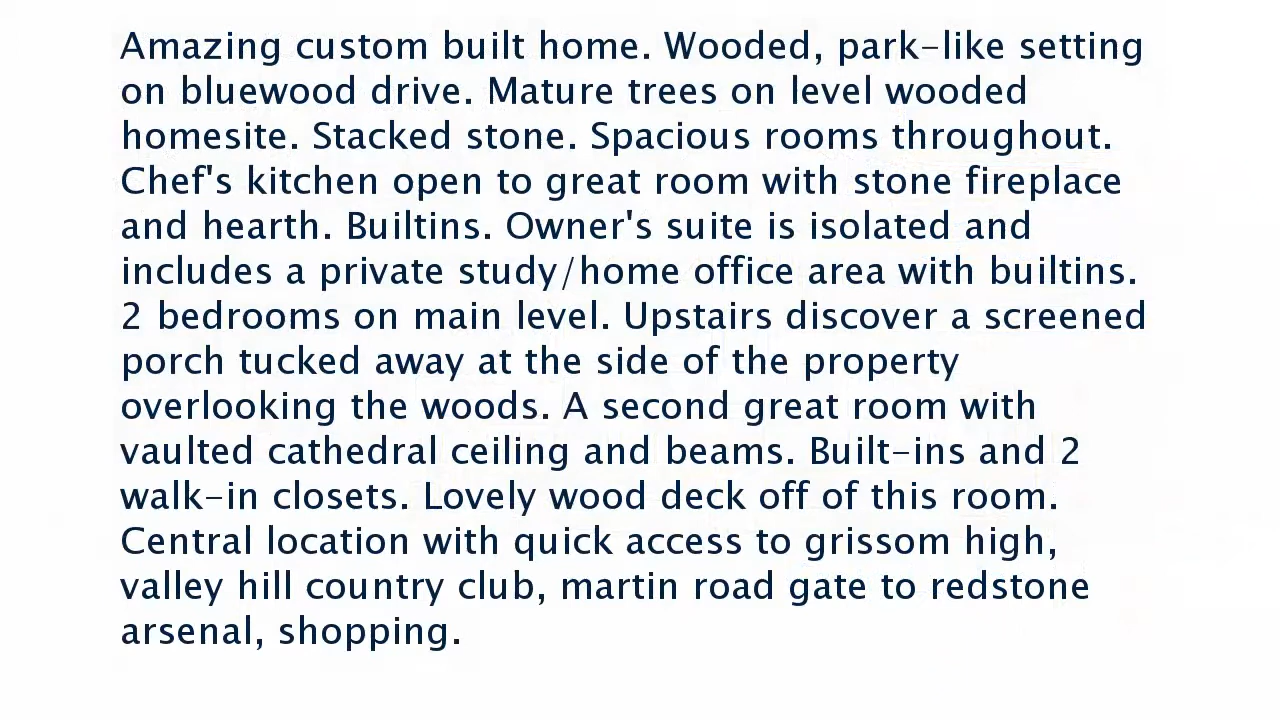 Amazing custom built home. Wooded, park-like setting
on bluewood drive. Mature trees on level wooded
homesite. Stacked stone. Spacious rooms throughout.
Chef's kitchen open to great room with stone fireplace
and hearth. Builtins. Owner's suite is isolated and
includes a private study/home office area with builtins.
2 bedrooms on main level. Upstairs discover a screened
porch tucked away at the side of the property
overlooking the woods. A second great room with
vaulted cathedral ceiling and beams. Built-ins and 2
walk-in closets. Lovely wood deck off of this room.
Central location with quick access to grissom high,
valley hill country club, martin road gate to redstone
arsenal, shopping.